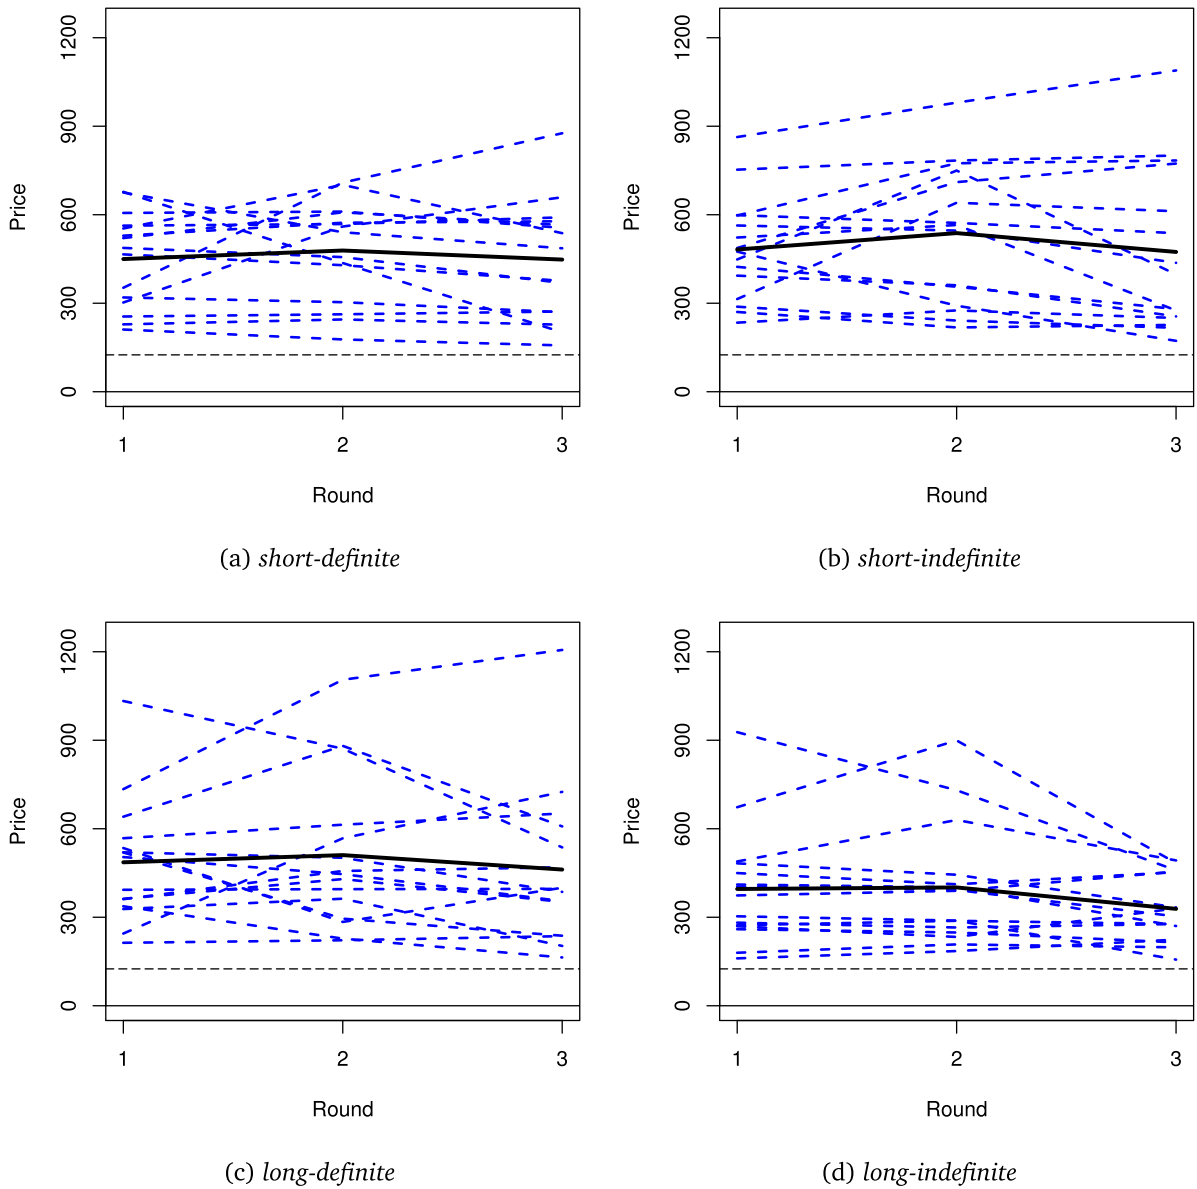 1200
900
600
300
0
Price
1 2 3
Round
(a) short-definite
1200
900
600
300
0
Price
1 2 3
Round
(b) short-indefinite
1200
900
600
300
0
Price
1 2 3
Round
(c) long-definite
1200
900
600
300
0
Price
1 2 3
Round
(d) long-indefinite